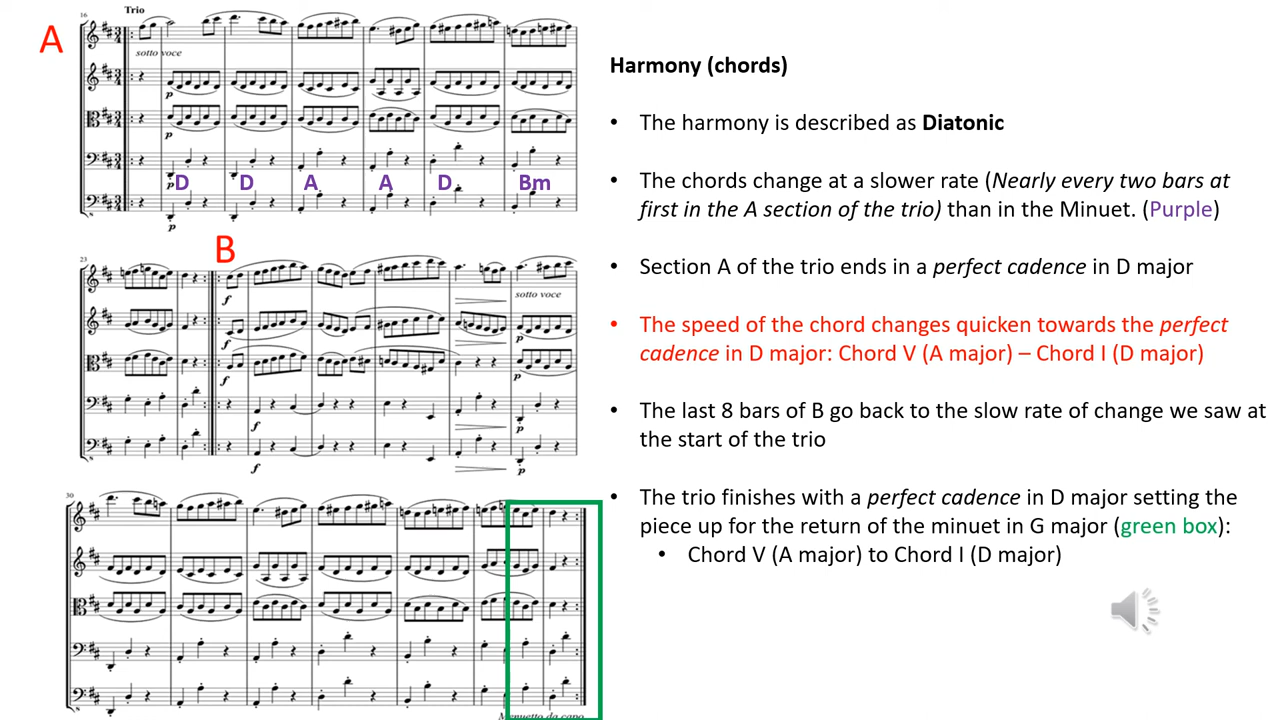 16
Trio
A
sotto voce
p
p
p
D D A A D Bm
p
23
B
f
sotto voce
f
p
f
p
p
f
p
30
Menuetto da capo
Harmony (chords)
• The harmony is described as Diatonic
• The chords change at a slower rate (Nearly every two bars at
first in the A section of the trio) than in the Minuet. (Purple)
• Section A of the trio ends in a perfect cadence in D major
• The speed of the chord changes quicken towards the perfect
cadence in D major: Chord V (A major) – Chord I (D major)
• The last 8 bars of B go back to the slow rate of change we saw at
the start of the trio
• The trio finishes with a perfect cadence in D major setting the
piece up for the return of the minuet in G major (green box):
• Chord V (A major) to Chord I (D major)